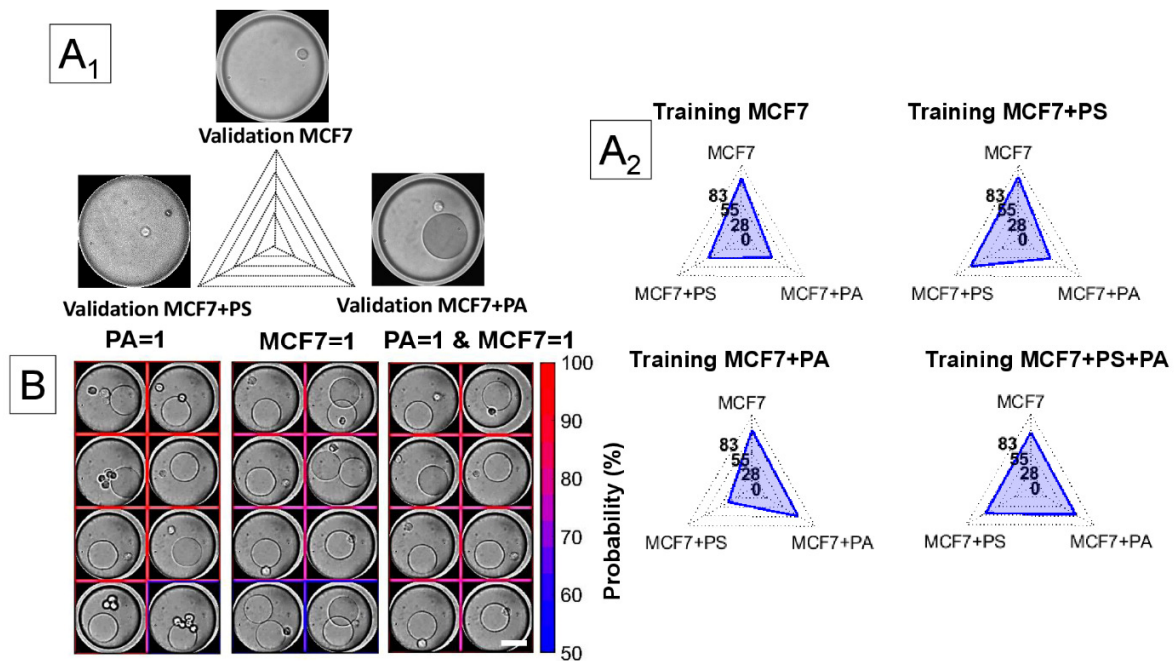 A1
Validation MCF7
Validation MCF7+PS
Validation MCF7+PA
A2
Training MCF7
MCF7
83
55
28
0
MCF7+PS
MCF7+PA
Training MCF7+PS
MCF7
83
55
28
0
MCF7+PS
MCF7+PA
Training MCF7+PA
MCF7
83
55
28
0
MCF7+PS
MCF7+PA
Training MCF7+PS+PA
MCF7
83
55
28
0
MCF7+PS
MCF7+PA
B
PA=1
MCF7=1
PA=1 & MCF7=1
100
90
80
70
60
50
Probability (%)